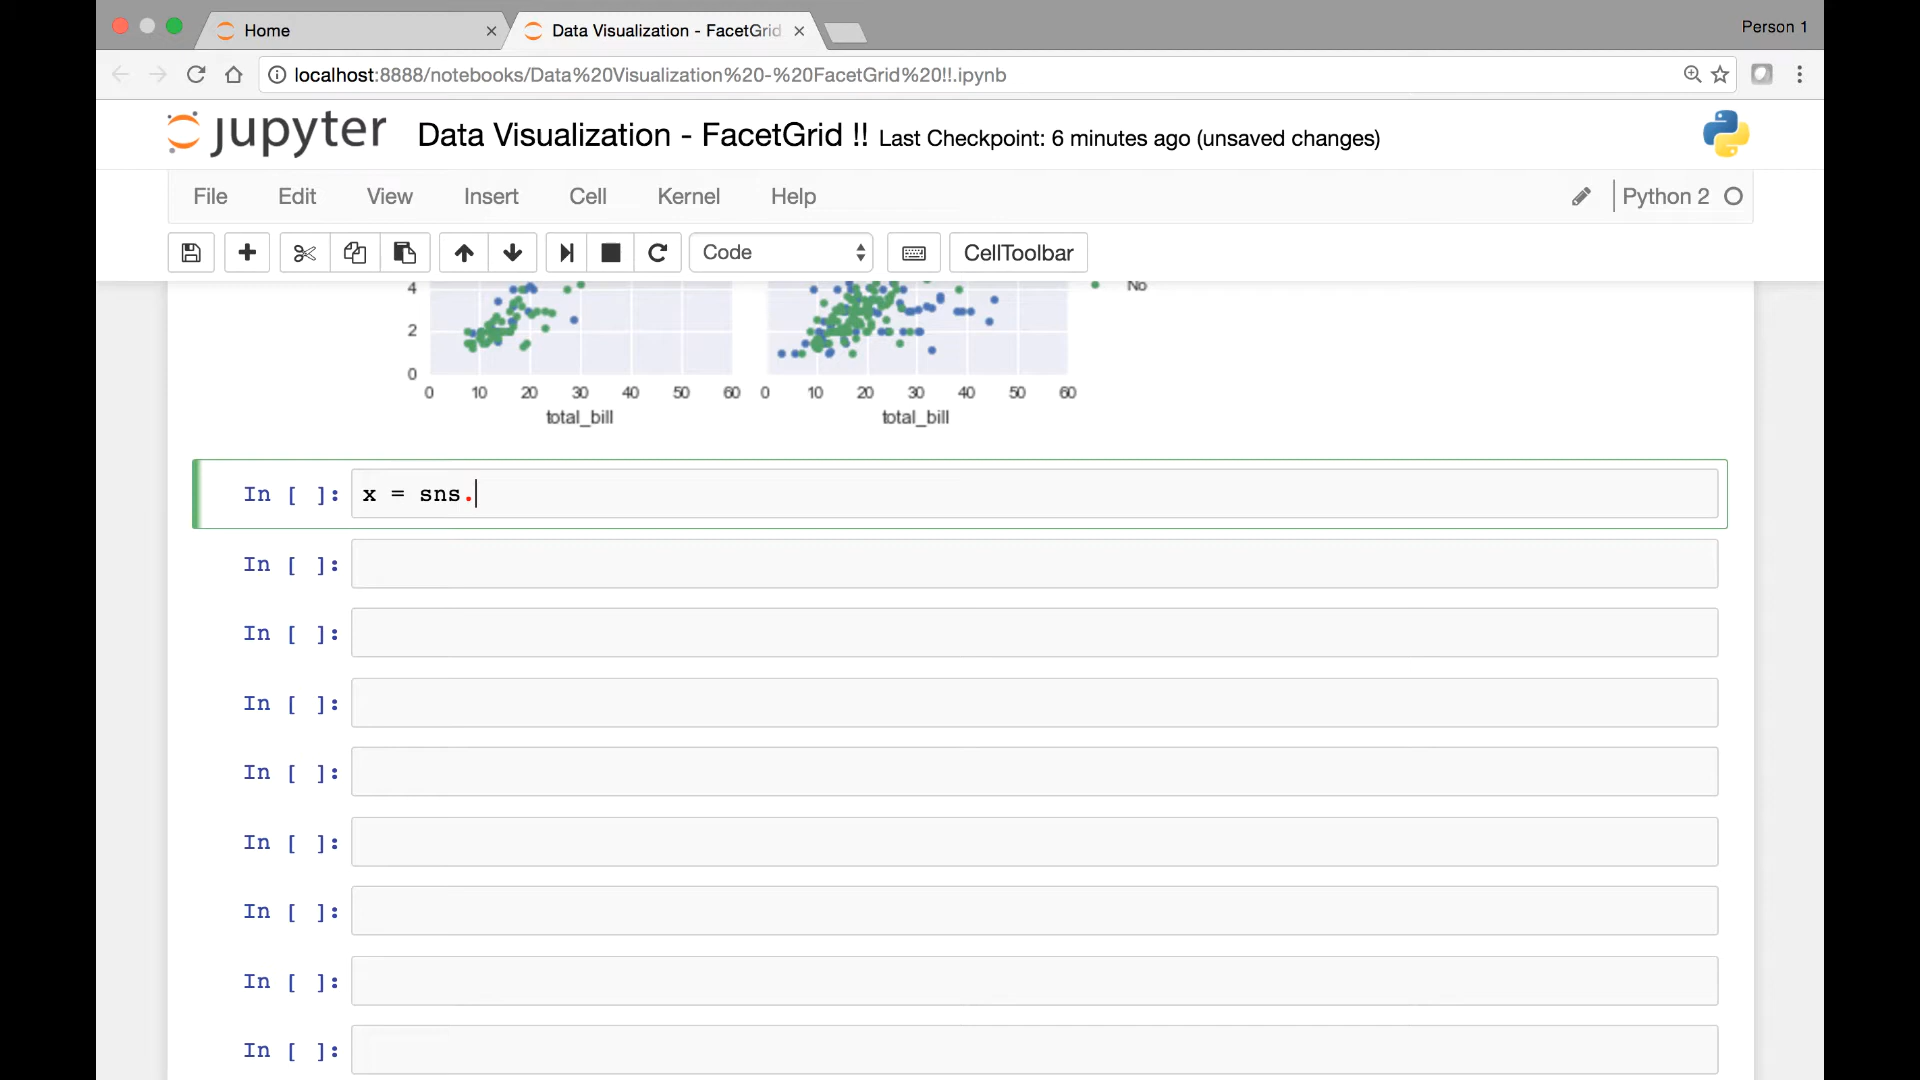 Home
Data Visualization - FacetGrid
Person 1
localhost:8888/notebooks/Data%20Visualization%20-%20FacetGrid%20!!.ipynb
jupyter Data Visualization - FacetGrid !! Last Checkpoint: 6 minutes ago (unsaved changes)
File Edit View Insert Cell Kernel Help Python 2
Code CellToolbar
4 No
2
0
0 10 20 30 40 50 60 0 10 20 30 40 50 60
total_bill total_bill
In [ ]: x = sns.
In [ ]:
In [ ]:
In [ ]:
In [ ]:
In [ ]:
In [ ]:
In [ ]:
In [ ]: